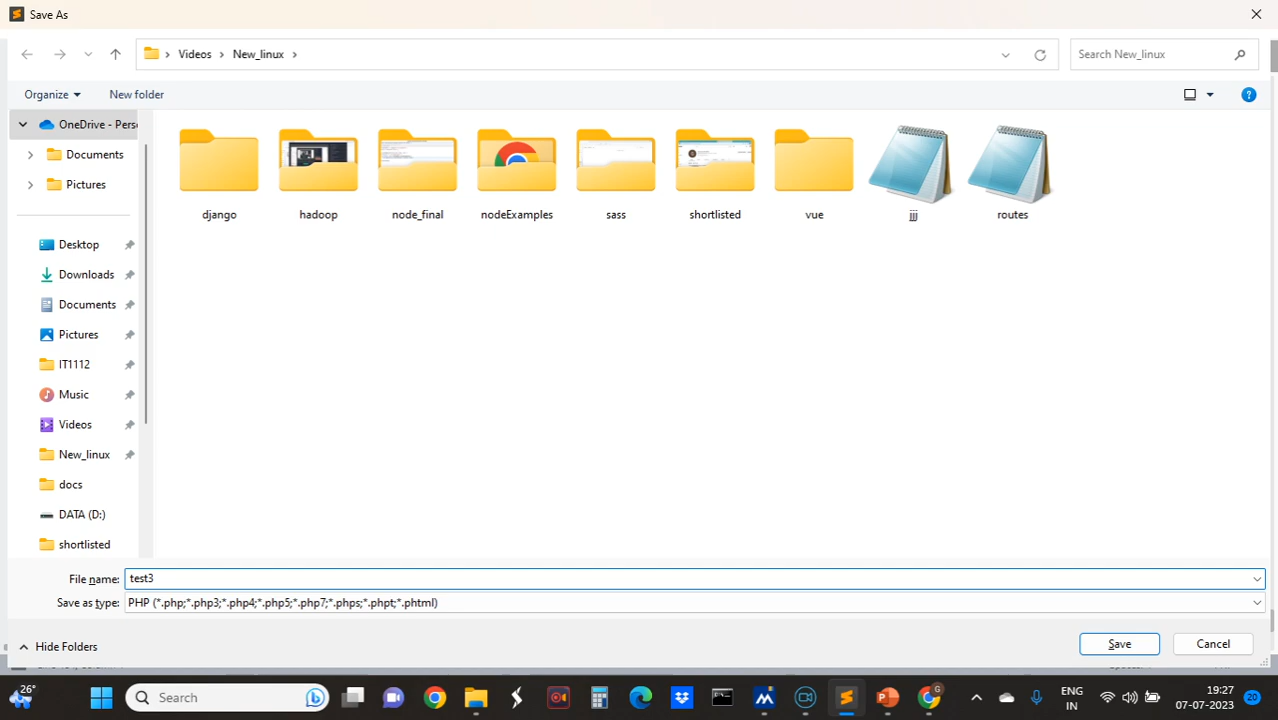 Save As
Videos
New_linux
Search New_linux
Organize
New folder
OneDrive - Pers
Documents
Pictures
Desktop
Downloads
Documents
Pictures
IT1112
Music
Videos
New_linux
docs
DATA (D:)
shortlisted
django
hadoop
node_final
nodeExamples
sass
shortlisted
vue
jjj
routes
File name:
test3
Save as type:
PHP (*.php;*.php3;*.php4;*.php5;*.php7;*.phps;*.phpt;*.phtml)
Hide Folders
Save
Cancel
26°
Search
ENG
IN
19:27
07-07-2023
20